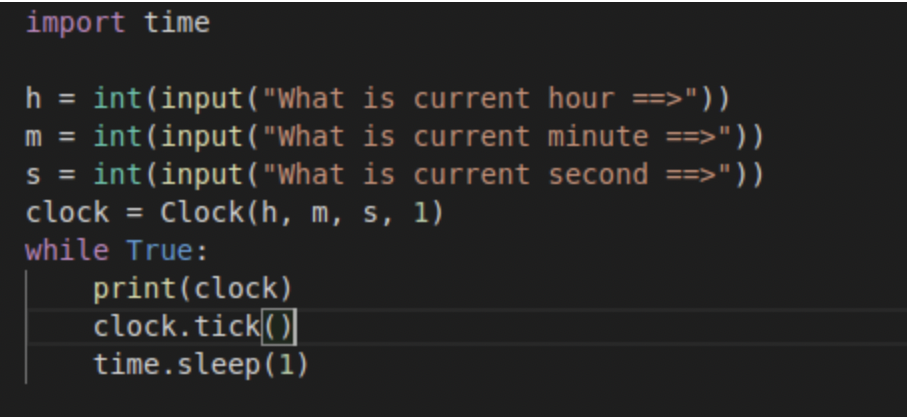 import time
h = int(input("What is current hour ==>"))
m = int(input("What is current minute ==>"))
s = int(input("What is current second ==>"))
clock = Clock(h, m, s, 1)
while True:
    print(clock)
    clock.tick()
    time.sleep(1)